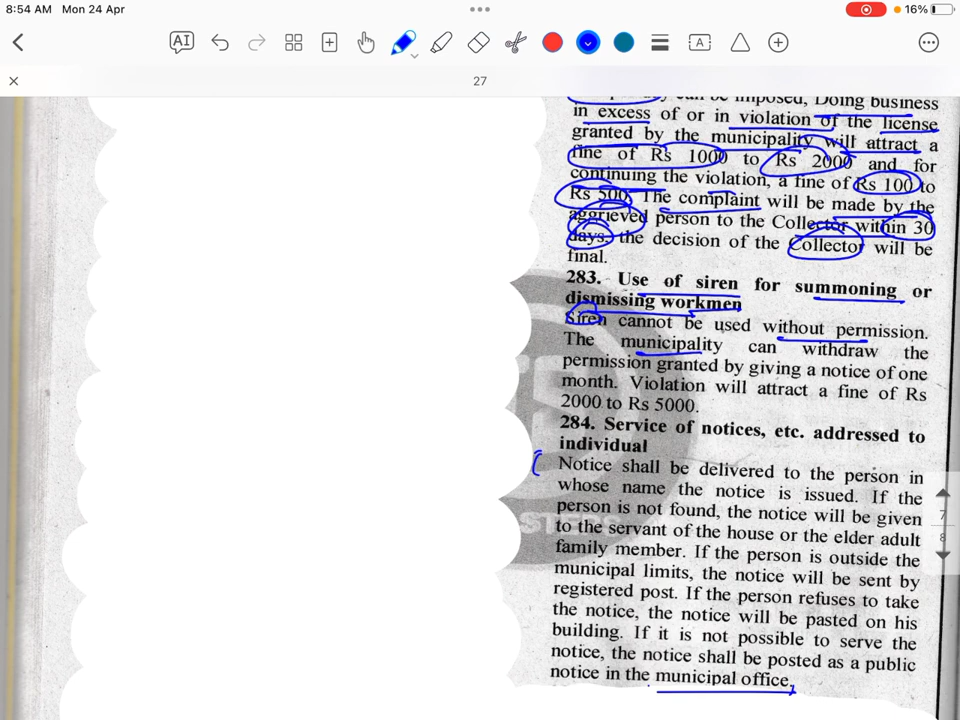 8:54 AM Mon 24 Apr
16%
AI
A
27
be imposed, Doing business
in excess of or in violation of the license
granted by the municipality will attract a
fine of Rs 1000 to Rs 2000 and for
continuing the violation, a fine of Rs 100 to
Rs 500. The complaint will be made by the
aggrieved person to the Collector within 30
days. the decision of the Collector will be
final.
283. Use of siren for summoning or
dismissing workmen
Siren cannot be used without permission.
The municipality can withdraw the
permission granted by giving a notice of one
month. Violation will attract a fine of Rs
2000 to Rs 5000.
284. Service of notices, etc. addressed to
individual
Notice shall be delivered to the person in
whose name the notice is issued. If the
person is not found, the notice will be given
to the servant of the house or the elder adult
family member. If the person is outside the
municipal limits, the notice will be sent by
registered post. If the person refuses to take
the notice, the notice will be pasted on his
building. If it is not possible to serve the
notice, the notice shall be posted as a public
notice in the municipal office,
7
8